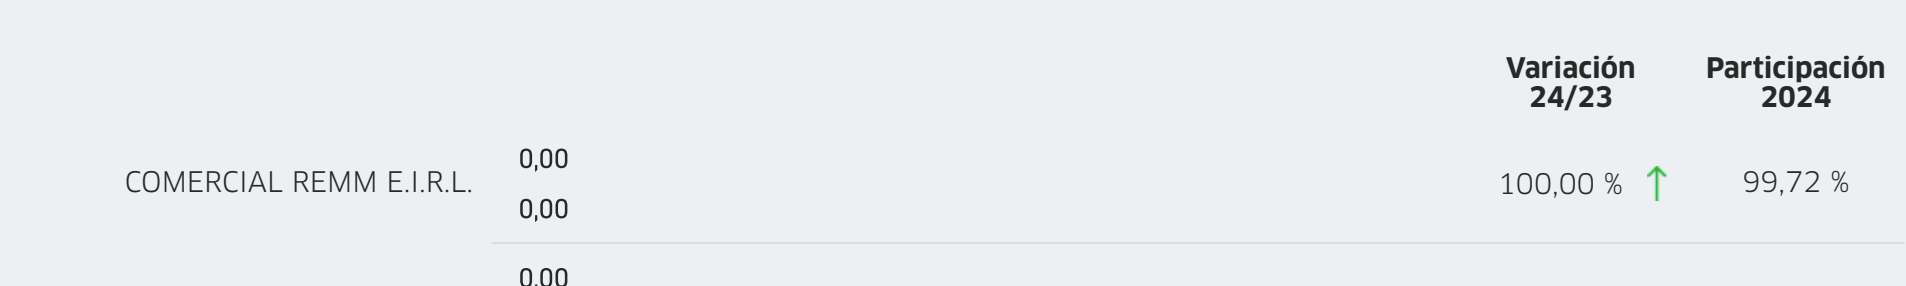 Variación Participación
24/23 2024
0,00
COMERCIAL REMM E.I.R.L. 100,00 % ↑ 99,72 %
0,00
0,00